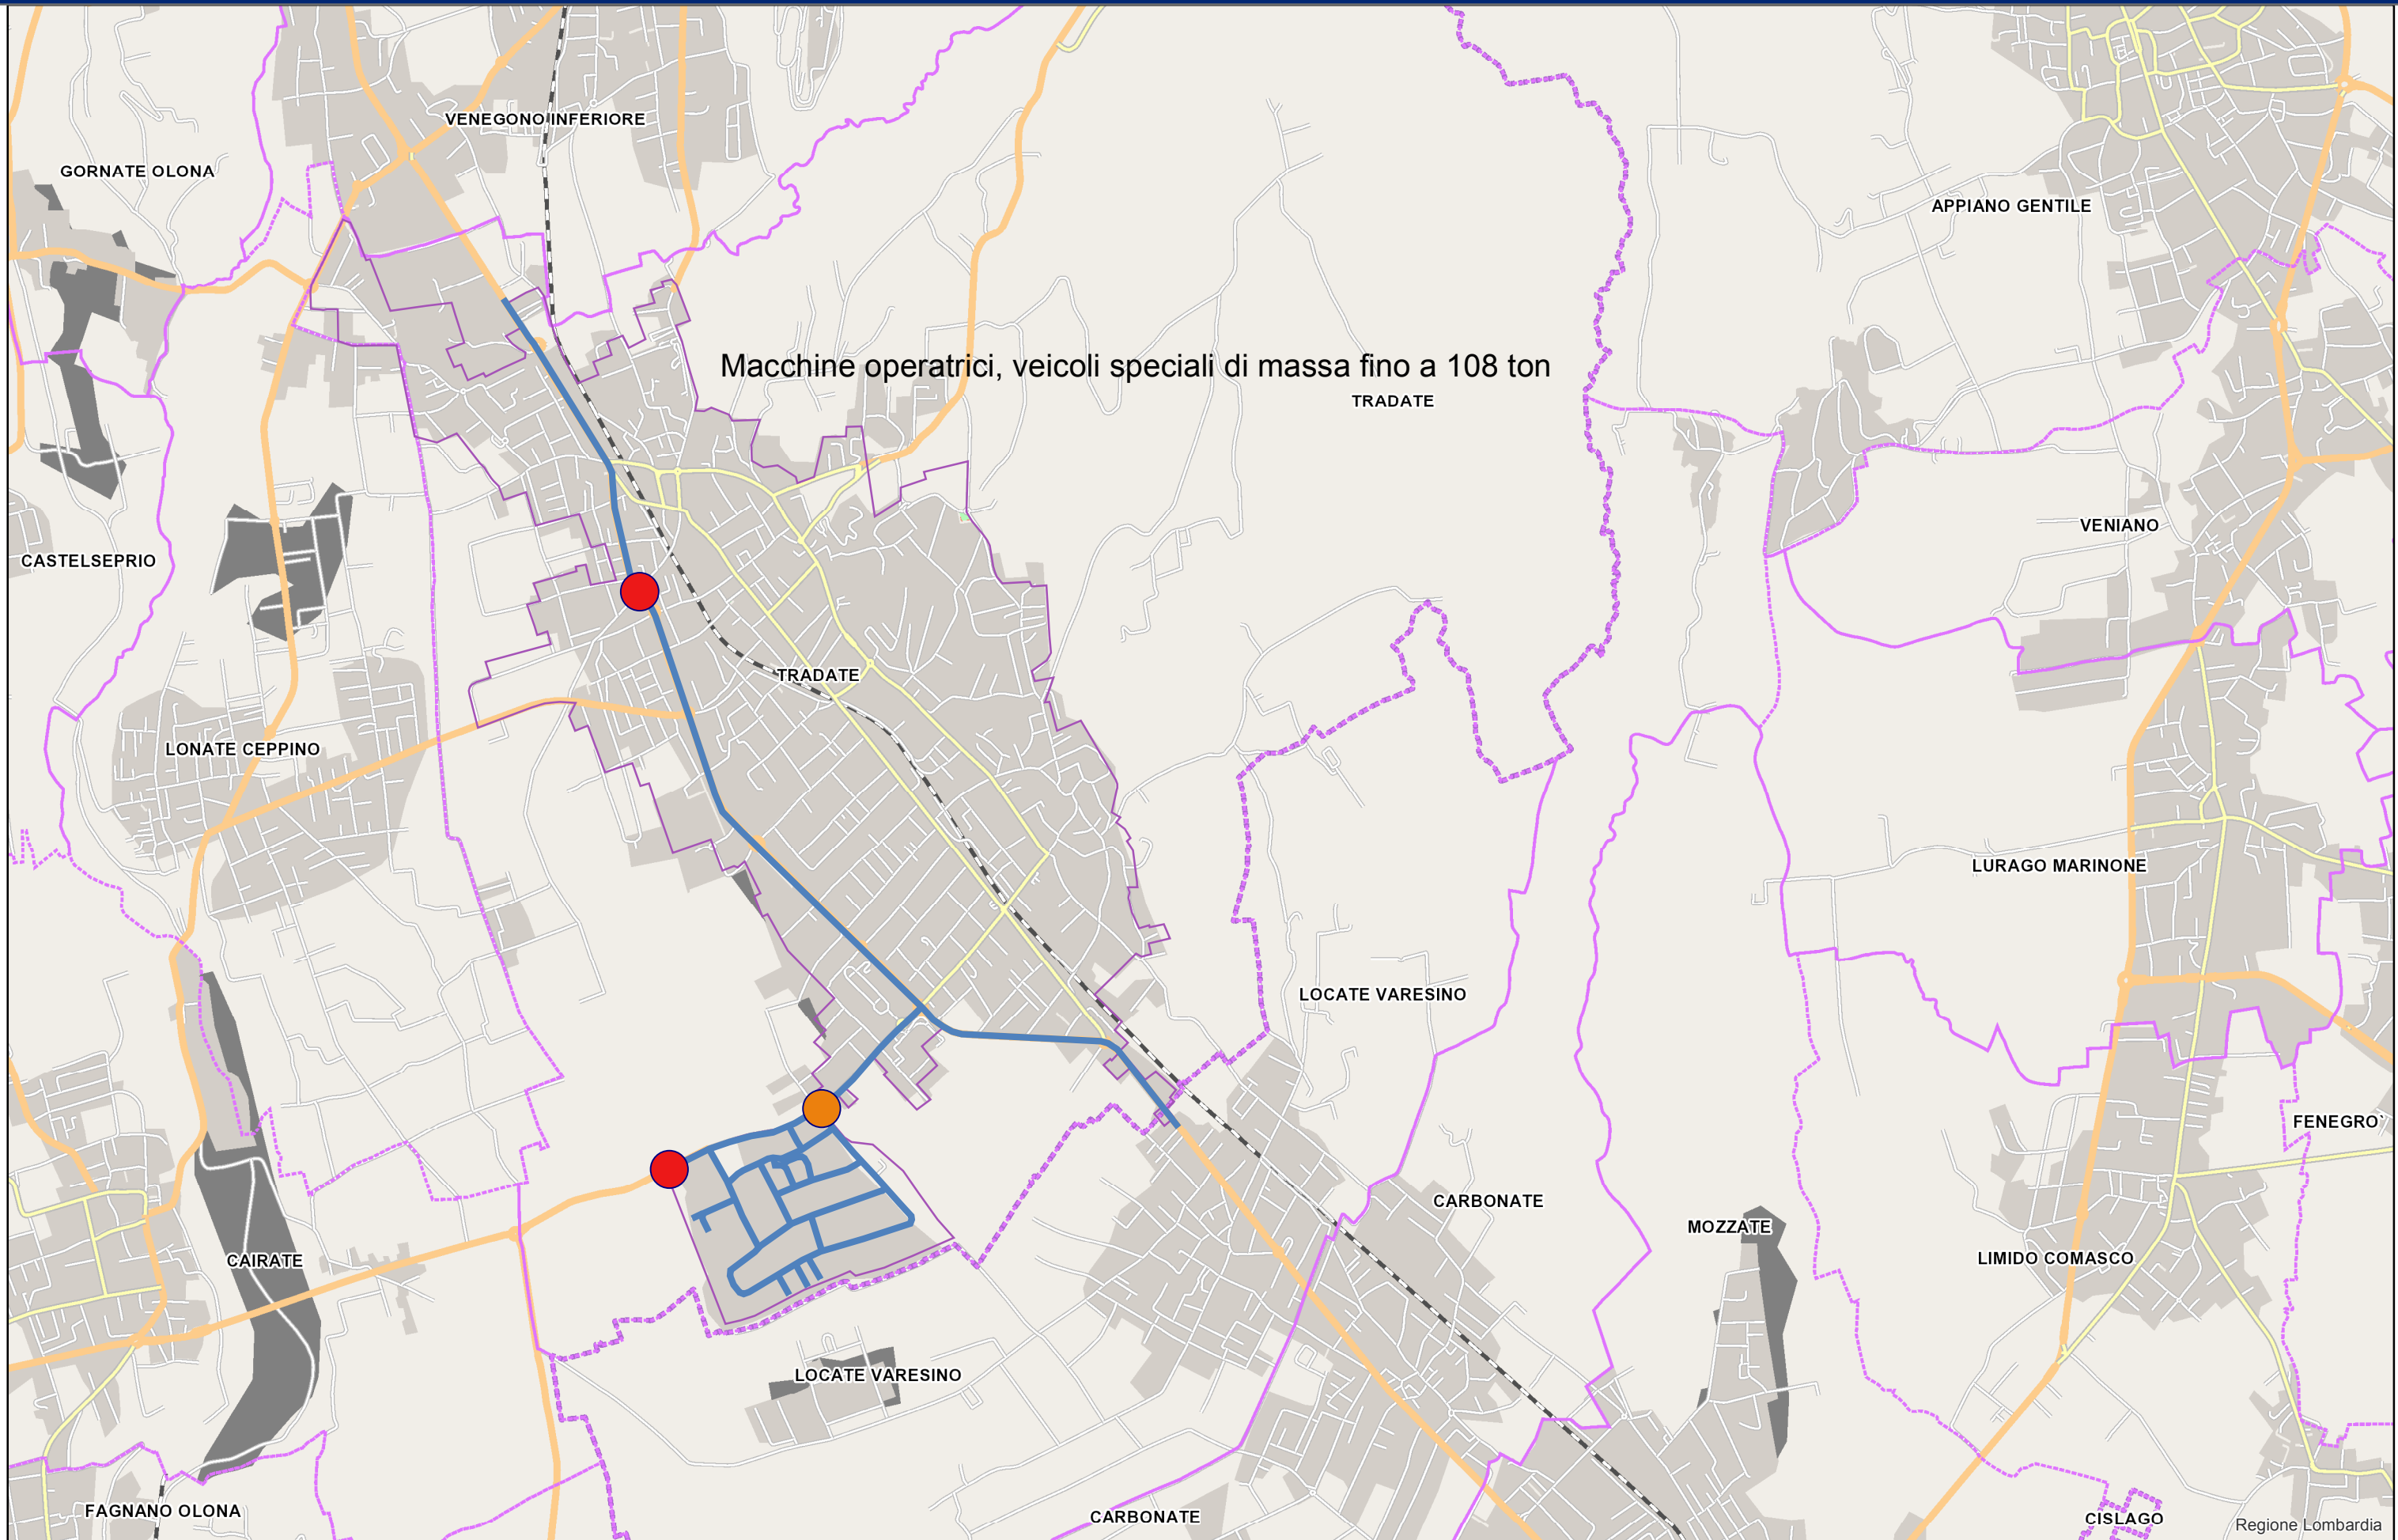 VENEGONO INFERIORE
GORNATE OLONA
APPIANO GENTILE
Macchine operatrici, veicoli speciali di massa fino a 108 ton
TRADATE
VENIANO
CASTELSEPRIO
TRADATE
LONATE CEPPINO
LURAGO MARINONE
LOCATE VARESINO
FENEGRO`
CARBONATE
MOZZATE
CAIRATE
LIMIDO COMASCO
LOCATE VARESINO
FAGNANO OLONA
CARBONATE
CISLAGO
Regione Lombardia